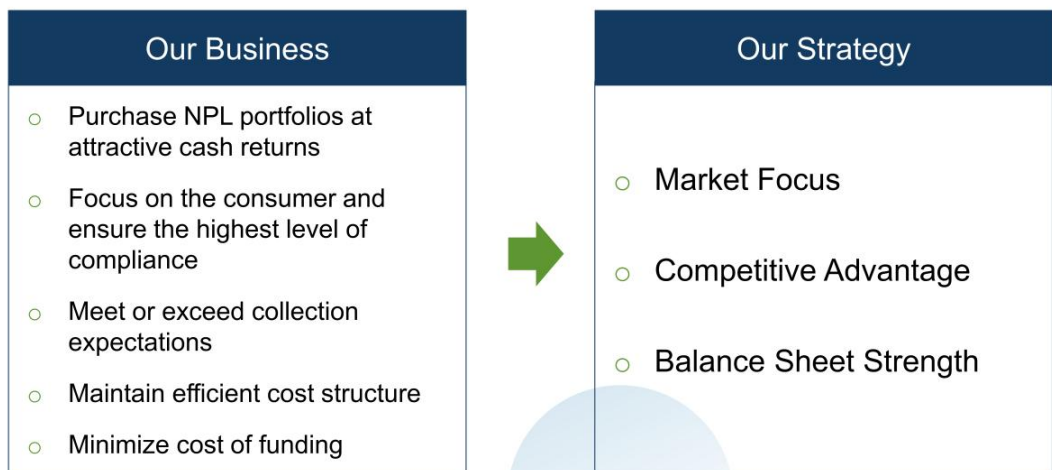 Our Business
Purchase NPL portfolios at
attractive cash returns
Focus on the consumer and
ensure the highest level of
compliance
Meet or exceed collection
expectations
Maintain efficient cost structure
Minimize cost of funding
Our Strategy
Market Focus
Competitive Advantage
Balance Sheet Strength